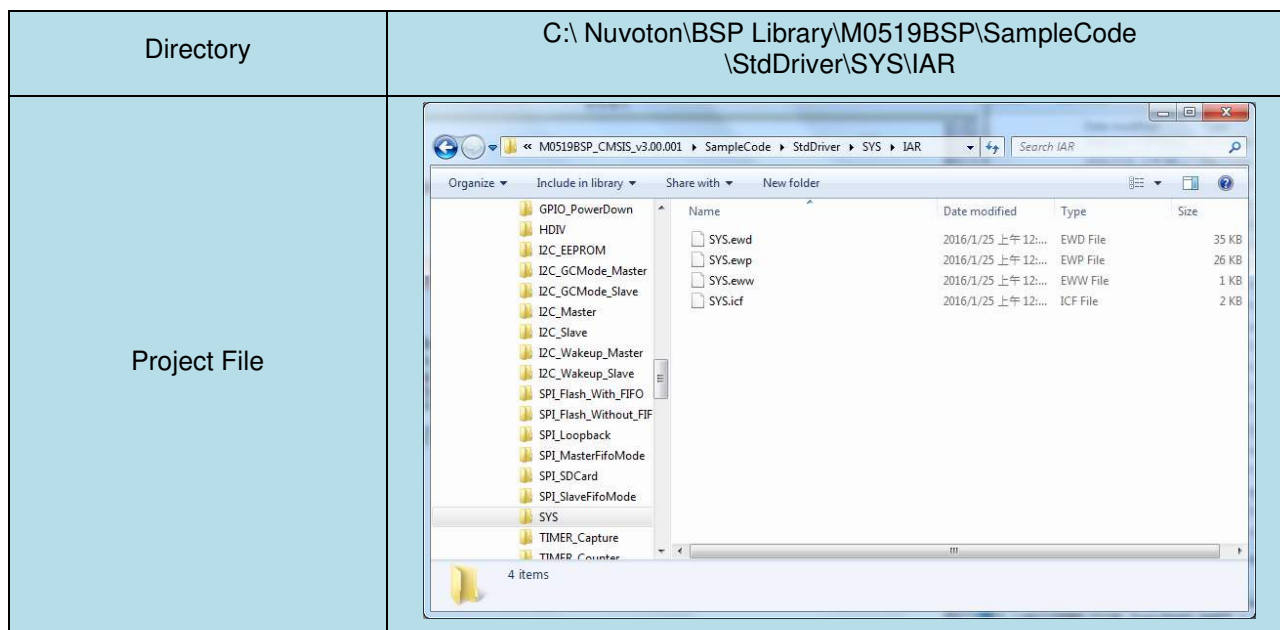 Directory
C:\ Nuvoton\BSP Library\M0519BSP\SampleCode
\StdDriver\SYS\IAR
Project File
« M0519BSP_CMSIS_v3.00.001 ▸ SampleCode ▸ StdDriver ▸ SYS ▸ IAR
Search IAR
Organize Include in library Share with New folder
GPIO_PowerDown
HDIV
I2C_EEPROM
I2C_GCMode_Master
I2C_GCMode_Slave
I2C_Master
I2C_Slave
I2C_Wakeup_Master
I2C_Wakeup_Slave
SPI_Flash_With_FIFO
SPI_Flash_Without_FIF
SPI_Loopback
SPI_MasterFifoMode
SPI_SDCard
SPI_SlaveFifoMode
SYS
TIMER_Capture
TIMER_Counter
Name Date modified Type Size
SYS.ewd 2016/1/25 上午 12:... EWD File 35 KB
SYS.ewp 2016/1/25 上午 12:... EWP File 26 KB
SYS.eww 2016/1/25 上午 12:... EWW File 1 KB
SYS.icf 2016/1/25 上午 12:... ICF File 2 KB
4 items